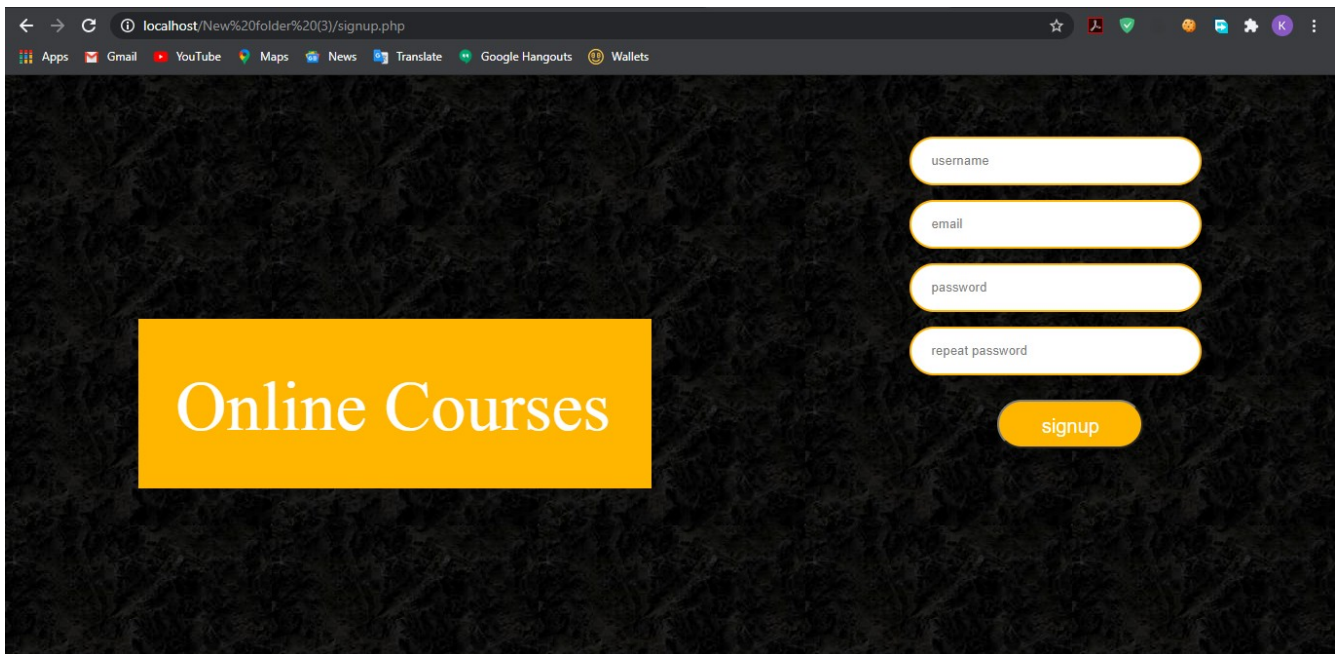 localhost/New%20folder%20(3)/signup.php
K
Apps Gmail YouTube Maps News Translate Google Hangouts Wallets
username
email
password
repeat password
Online Courses
signup